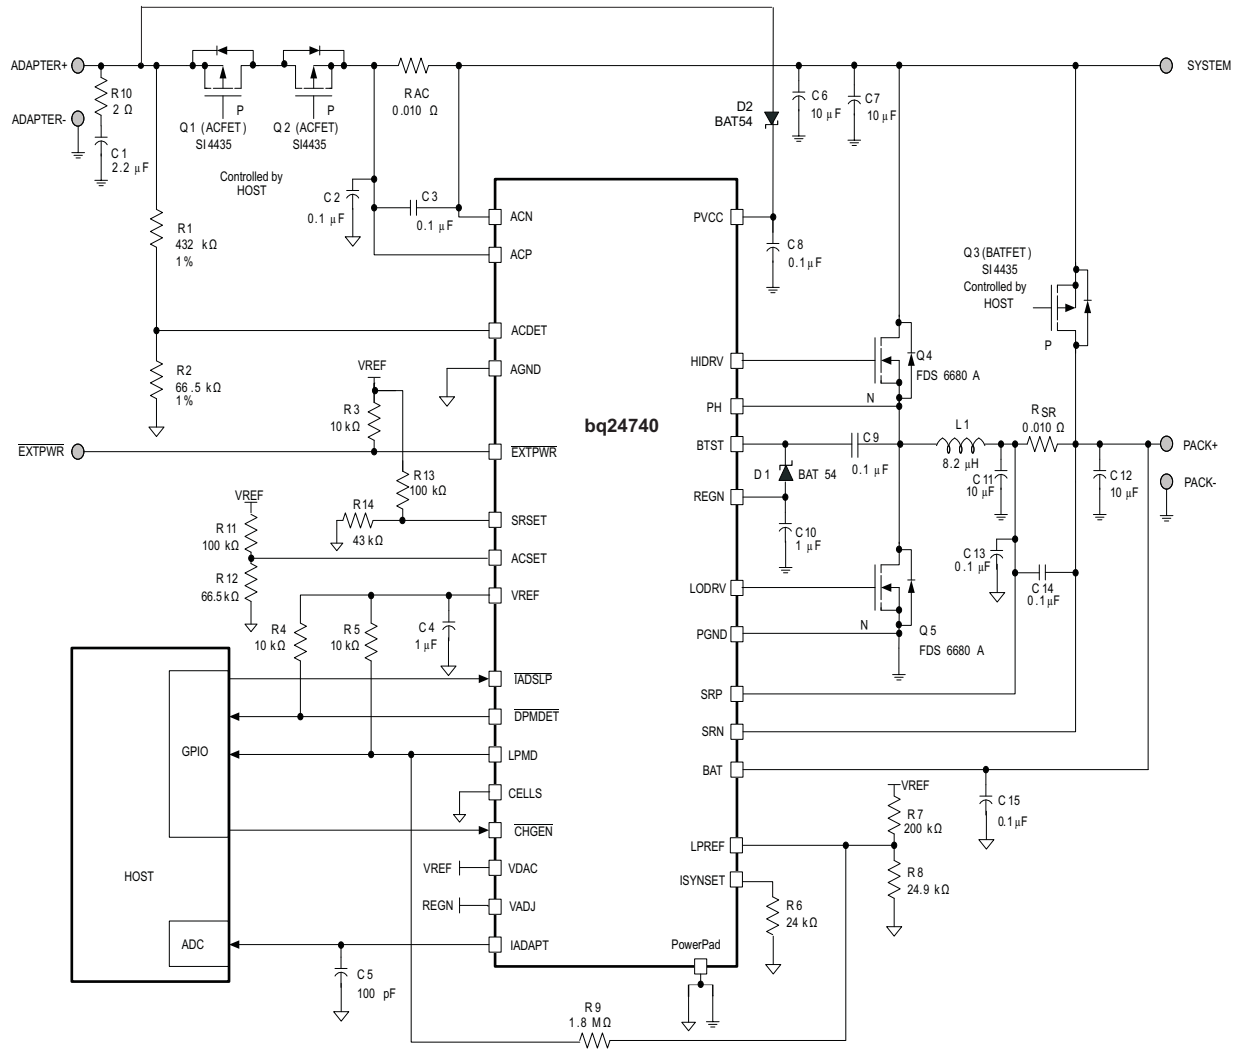 ADAPTER+
ADAPTER-
R10
2 Ω
C1
2.2 µF
P
P
Q1 (ACFET)
SI4435
Q2 (ACFET)
SI4435
Controlled by
HOST
RAC
0.010 Ω
C2
0.1 µF
C3
0.1 µF
D2
BAT54
C6
10 µF
C7
10 µF
SYSTEM
R1
432 kΩ
1%
R2
66.5 kΩ
1%
C8
0.1µF
Q3 (BATFET)
SI4435
Controlled by
HOST
P
ACN
ACP
ACDET
AGND
EXTPWR
SRSET
ACSET
VREF
IADSLP
DPMDET
LPMD
CELLS
CHGEN
VDAC
VADJ
IADAPT
bq24740
PVCC
HIDRV
PH
BTST
REGN
LODRV
PGND
SRP
SRN
BAT
LPREF
ISYNSET
PowerPad
Q4
FDS 6680 A
N
VREF
R3
10 kΩ
EXTPWR
R13
100 kΩ
R14
43 kΩ
VREF
R11
100 kΩ
R12
66.5kΩ
C9
0.1 µF
D1
BAT 54
C10
1 µF
L1
8.2 µH
RSR
0.010 Ω
C11
10 µF
C12
10 µF
PACK+
PACK-
C13
0.1 µF
C14
0.1µF
N
Q5
FDS 6680 A
R4
10 kΩ
R5
10 kΩ
C4
1 µF
GPIO
HOST
ADC
VREF
REGN
C5
100 pF
C15
0.1 µF
VREF
R7
200 kΩ
R8
24.9 kΩ
R6
24 kΩ
R9
1.8 MΩ